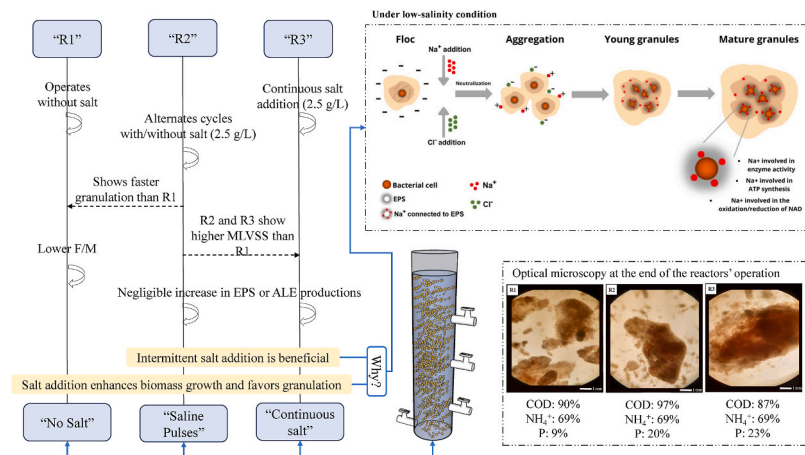 "R1"
"R2"
"R3"
Operates
without salt
Alternates cycles
with/without salt (2.5 g/L)
Continuous salt
addition (2.5 g/L)
Shows faster
granulation than R1
R2 and R3 show
higher MLVSS than
R1
Lower F/M
Negligible increase in EPS or ALE productions
Intermittent salt addition is beneficial
Salt addition enhances biomass growth and favors granulation
Why?
"No Salt"
"Saline
Pulses"
"Continuous
salt"
Under low-salinity condition
Floc
Na+ addition
Neutralization
Cl- addition
Aggregation
Young granules
Mature granules
Bacterial cell
EPS
Na+ connected to EPS
Na+
Cl-
• Na+ involved in
enzyme activity
• Na+ involved in
ATP synthesis
• Na+ involved in the
oxidation/reduction of NAD
Optical microscopy at the end of the reactors' operation
R1
R2
R3
1 mm
1 mm
1 mm
COD: 90%
NH4+: 69%
P: 9%
COD: 97%
NH4+: 69%
P: 20%
COD: 87%
NH4+: 69%
P: 23%